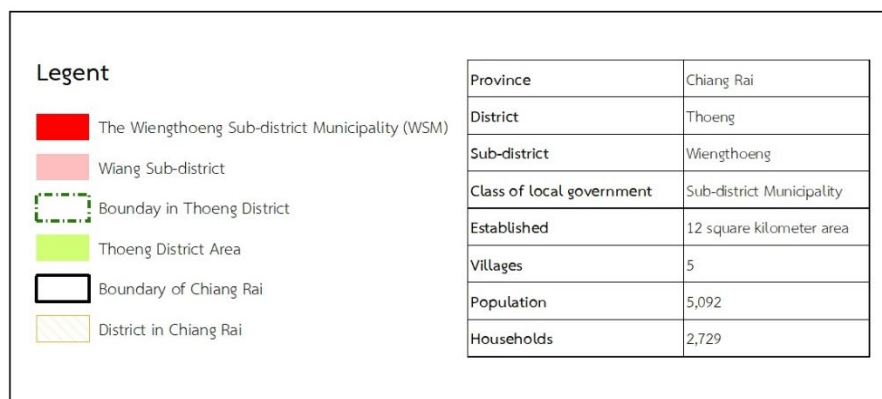 Legent
The Wiengthoeng Sub-district Municipality (WSM)
Wiang Sub-district
Bounday in Thoeng District
Thoeng District Area
Boundary of Chiang Rai
District in Chiang Rai
Province Chiang Rai
District Thoeng
Sub-district Wiengthoeng
Class of local government Sub-district Municipality
Established 12 square kilometer area
Villages 5
Population 5,092
Households 2,729